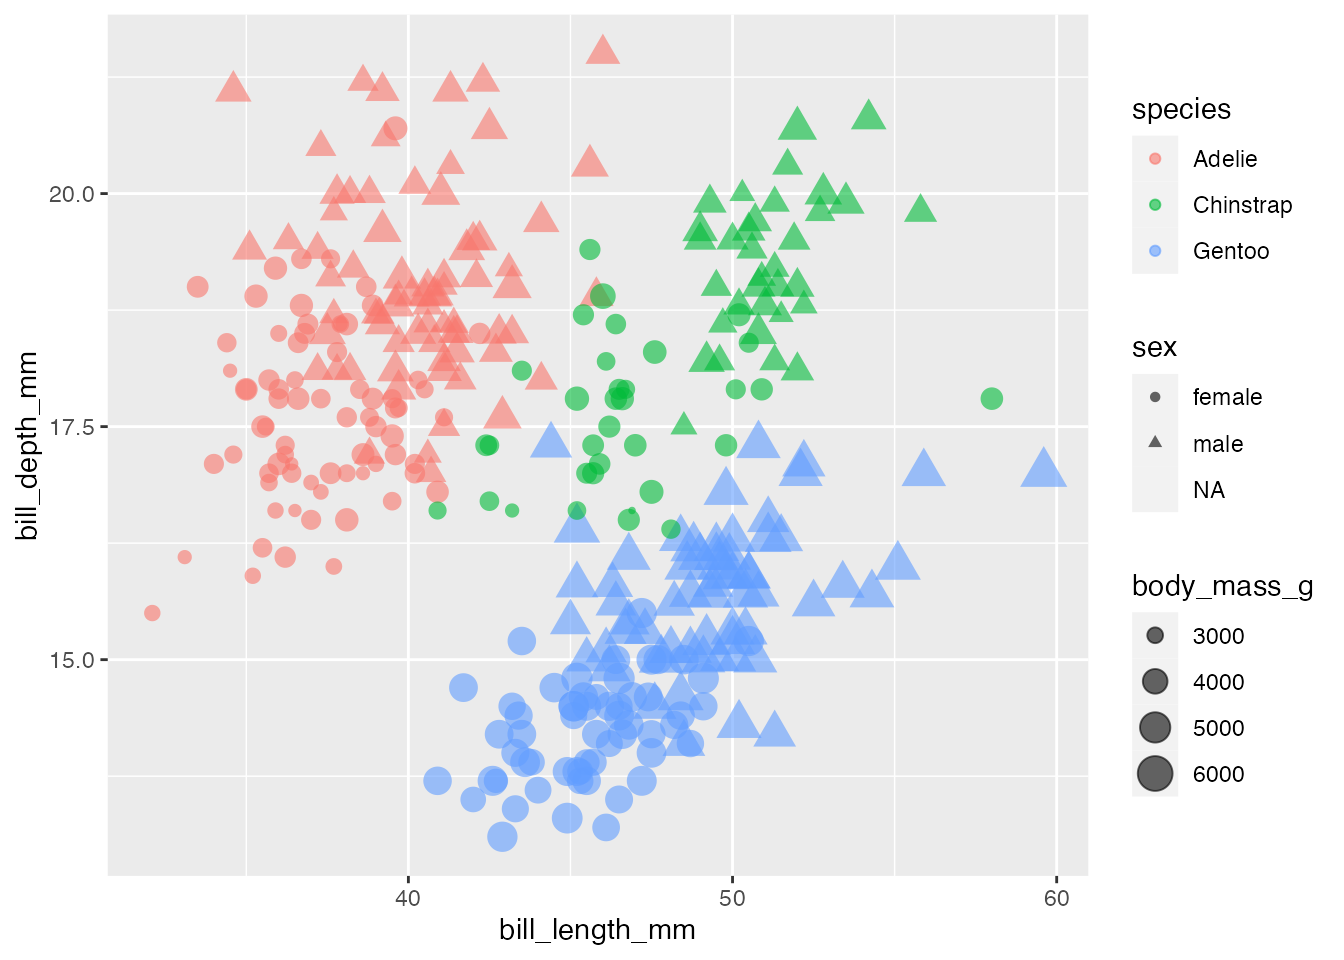 species
Adelie
Chinstrap
Gentoo
sex
female
male
NA
body_mass_g
3000
4000
5000
6000
bill_depth_mm
20.0
17.5
15.0
40
50
60
bill_length_mm